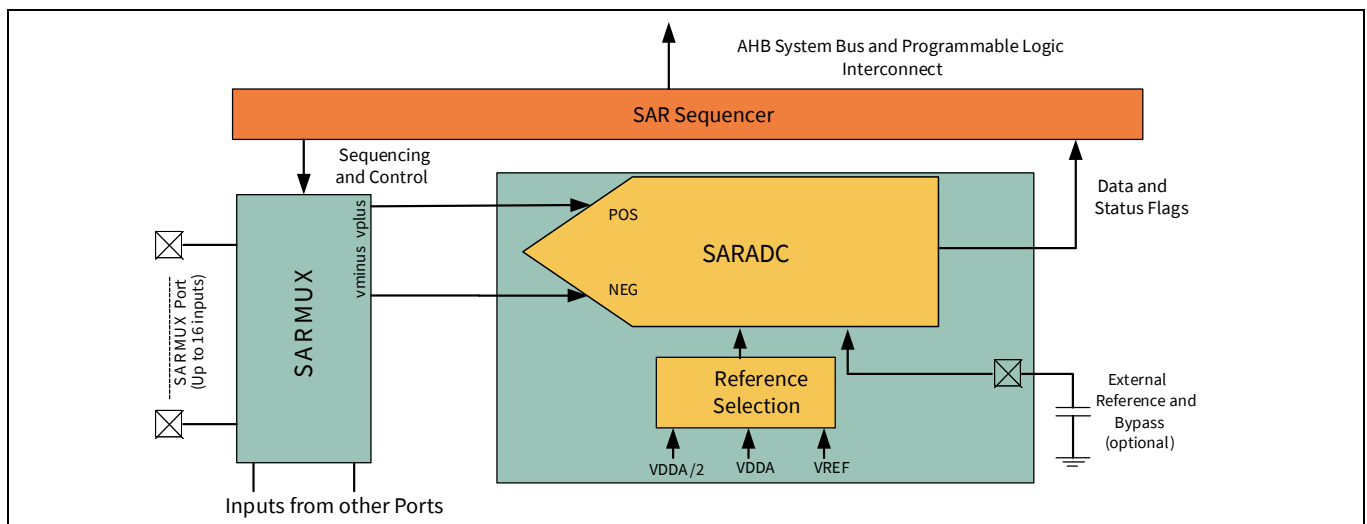 AHB System Bus and Programmable Logic
Interconnect
SAR Sequencer
Sequencing
and Control
Data and
Status Flags
vminus vplus
SARMUX
SARMUX Port
(Up to 16 inputs)
POS
NEG
SARADC
Reference
Selection
VDDA/2
VDDA
VREF
External
Reference and
Bypass
(optional)
Inputs from other Ports